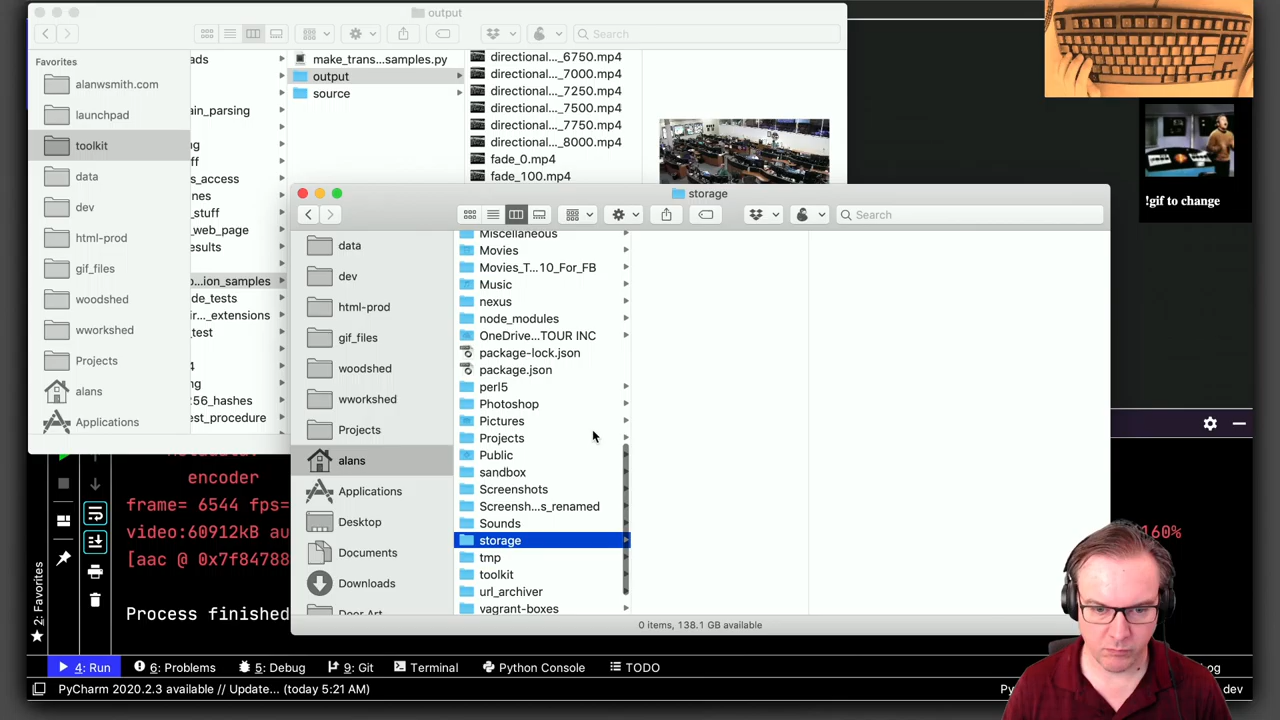 output
Search
Favorites
alanwsmith.com
launchpad
toolkit
data
dev
html-prod
gif_files
woodshed
wworkshed
Projects
alans
Applications
ads
ain_parsing
ng
ff
s_access
nes
_stuff
_web_page
esults
...ion_samples
de_tests
ir..._extensions
_test
ng
56_hashes
est_procedure
make_trans...samples.py
output
source
directional..._6750.mp4
directional..._7000.mp4
directional..._7250.mp4
directional..._7500.mp4
directional..._7750.mp4
directional..._8000.mp4
fade_0.mp4
fade_100.mp4
!gif to change
storage
Search
data
dev
html-prod
gif_files
woodshed
wworkshed
Projects
alans
Applications
Desktop
Documents
Downloads
Door Art
Miscellaneous
Movies
Movies_T...10_For_FB
Music
nexus
node_modules
OneDrive...TOUR INC
package-lock.json
package.json
perl5
Photoshop
Pictures
Projects
Public
sandbox
Screenshots
Screensh...s_renamed
Sounds
storage
tmp
toolkit
url_archiver
vagrant-boxes
0 items, 138.1 GB available
encoder
frame= 6544 fps=
video:60912kB au
160%
[aac @ 0x7f84788
Process finished
2: Favorites
4: Run
6: Problems
5: Debug
9: Git
Terminal
Python Console
TODO
og
PyCharm 2020.2.3 available // Update... (today 5:21 AM)
Py
dev